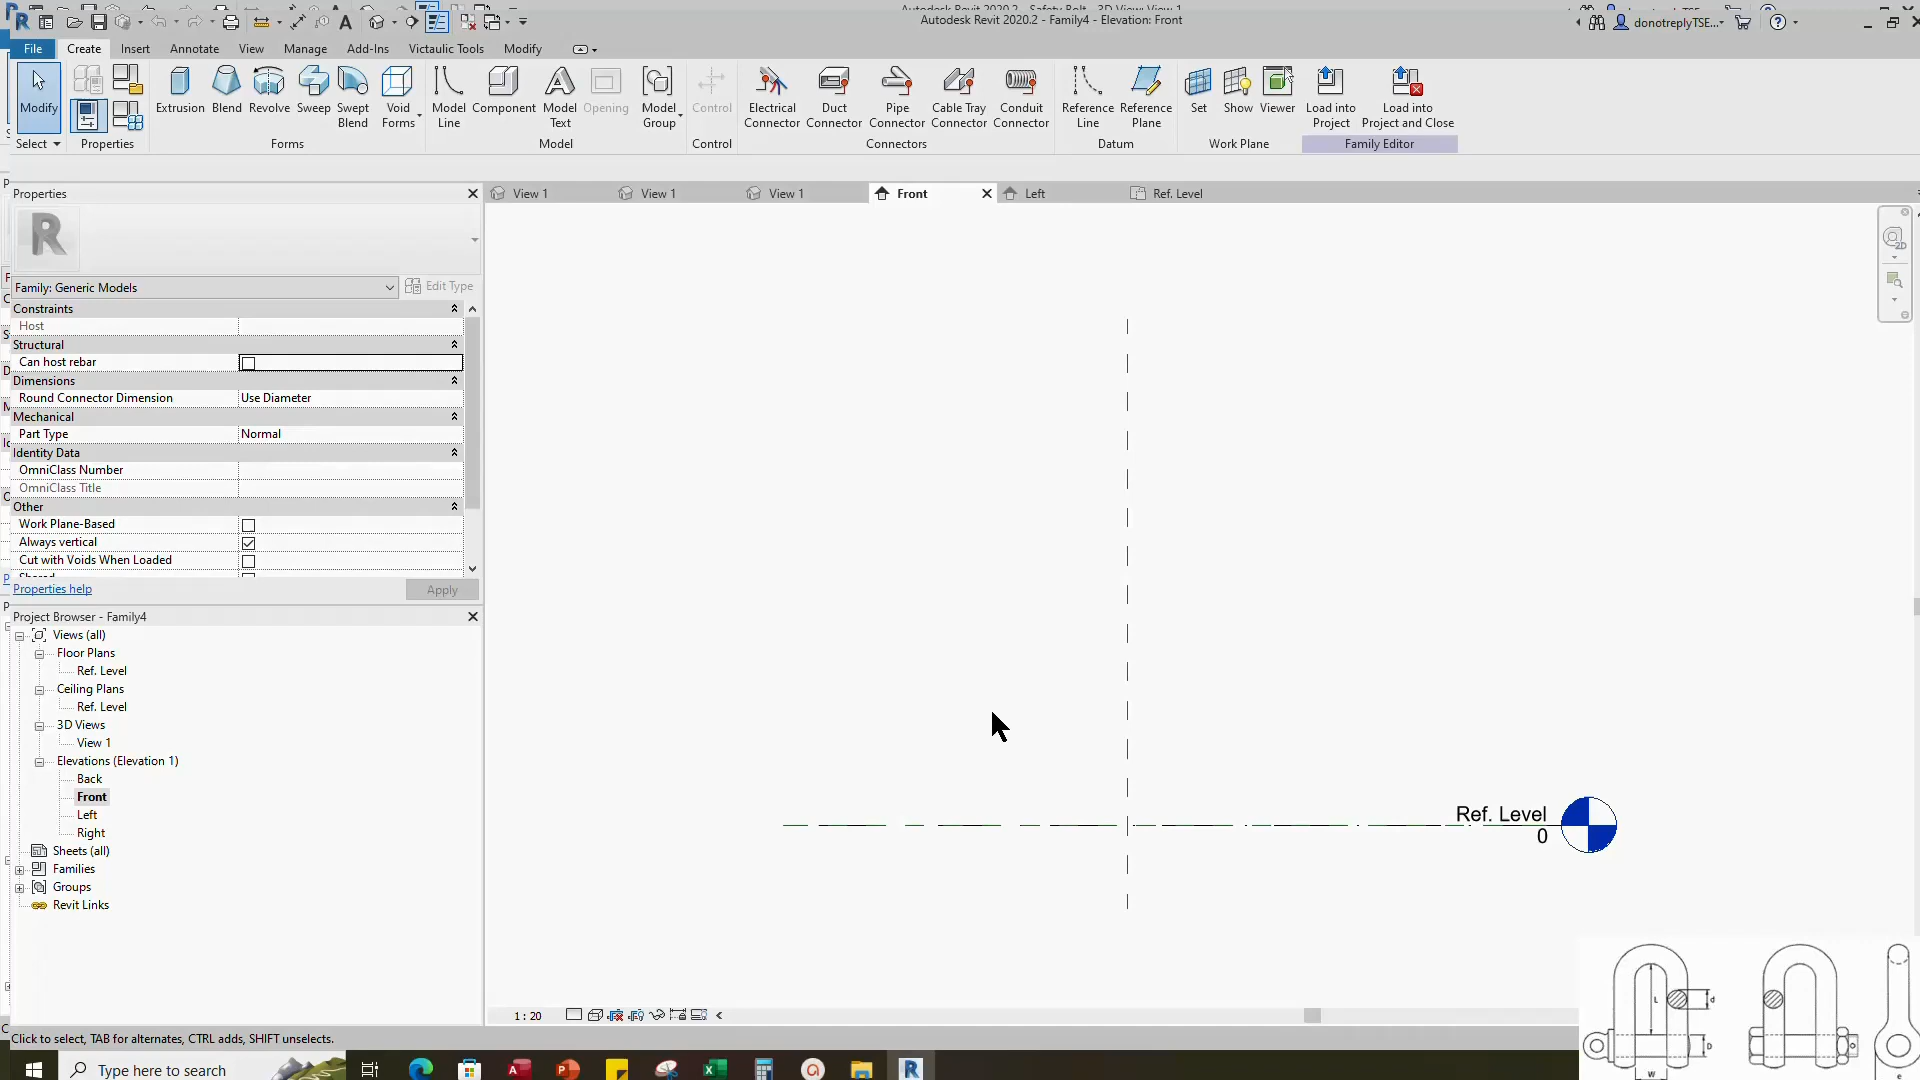 Autodesk Revit 2020.2 - Family4 - Elevation: Front
donotreplyTSE...
File
Create
Insert
Annotate
View
Manage
Add-Ins
Victaulic Tools
Modify
Modify
Extrusion
Blend
Revolve
Sweep
Swept
Blend
Void
Forms
Model
Line
Component
Model
Text
Opening
Model
Group
Control
Electrical
Connector
Duct
Connector
Pipe
Connector
Cable Tray
Connector
Conduit
Connector
Reference
Line
Reference
Plane
Set
Show
Viewer
Load into
Project
Load into
Project and Close
Select
Properties
Forms
Model
Control
Connectors
Datum
Work Plane
Family Editor
Properties
View 1
View 1
View 1
Front
Left
Ref. Level
Family: Generic Models
Edit Type
Constraints
Host
Structural
Can host rebar
Dimensions
Round Connector Dimension
Use Diameter
Mechanical
Part Type
Normal
Identity Data
OmniClass Number
OmniClass Title
Other
Work Plane-Based
Always vertical
Cut with Voids When Loaded
Properties help
Apply
Project Browser - Family4
Views (all)
Floor Plans
Ref. Level
Ceiling Plans
Ref. Level
3D Views
View 1
Elevations (Elevation 1)
Back
Front
Left
Right
Sheets (all)
Families
Groups
Revit Links
Ref. Level
0
L
d
D
W
e
1 : 20
Click to select, TAB for alternates, CTRL adds, SHIFT unselects.
Type here to search